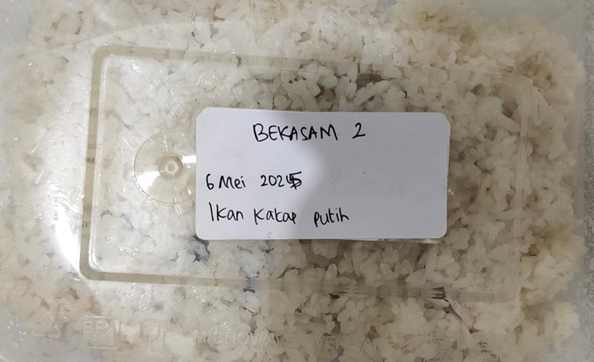 BEKASAM 2
6 Mei 2025
Ikan Kakap putih